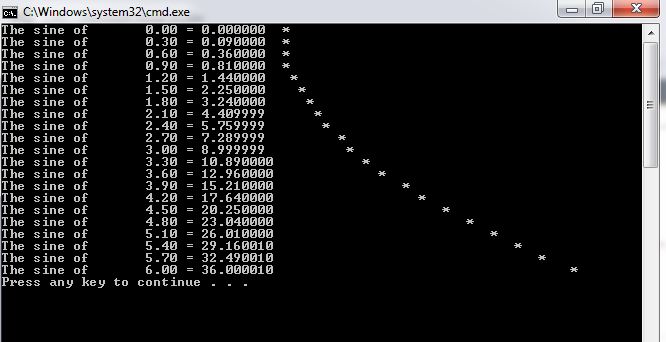 C:\Windows\system32\cmd.exe
The sine of       0.00 = 0.000000  *
The sine of       0.30 = 0.090000  *
The sine of       0.60 = 0.360000  *
The sine of       0.90 = 0.810000  *
The sine of       1.20 = 1.440000   *
The sine of       1.50 = 2.250000    *
The sine of       1.80 = 3.240000     *
The sine of       2.10 = 4.409999      *
The sine of       2.40 = 5.759999       *
The sine of       2.70 = 7.289999         *
The sine of       3.00 = 8.999999          *
The sine of       3.30 = 10.890000           *
The sine of       3.60 = 12.960000             *
The sine of       3.90 = 15.210000                *
The sine of       4.20 = 17.640000                  *
The sine of       4.50 = 20.250000                     *
The sine of       4.80 = 23.040000                        *
The sine of       5.10 = 26.010000                           *
The sine of       5.40 = 29.160010                              *
The sine of       5.70 = 32.490010                                 *
The sine of       6.00 = 36.000010                                     *
Press any key to continue . . .